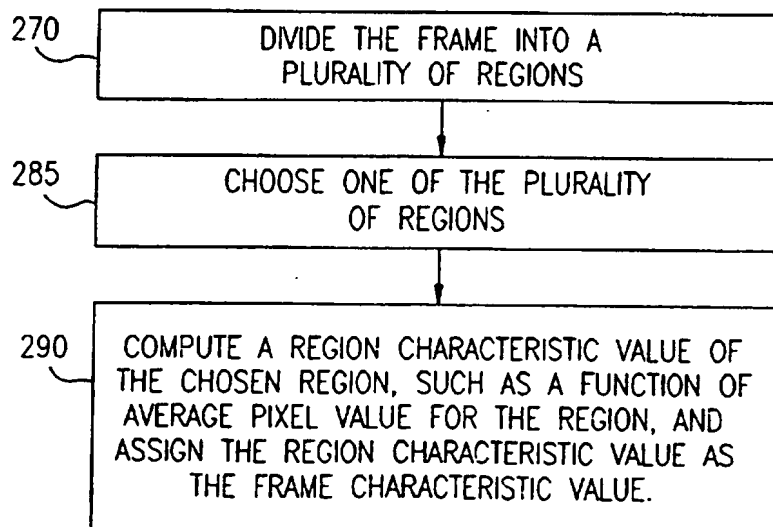 270
DIVIDE THE FRAME INTO A
PLURALITY OF REGIONS
285
CHOOSE ONE OF THE PLURALITY
OF REGIONS
290
COMPUTE A REGION CHARACTERISTIC VALUE OF
THE CHOSEN REGION, SUCH AS A FUNCTION OF
AVERAGE PIXEL VALUE FOR THE REGION, AND
ASSIGN THE REGION CHARACTERISTIC VALUE AS
THE FRAME CHARACTERISTIC VALUE.